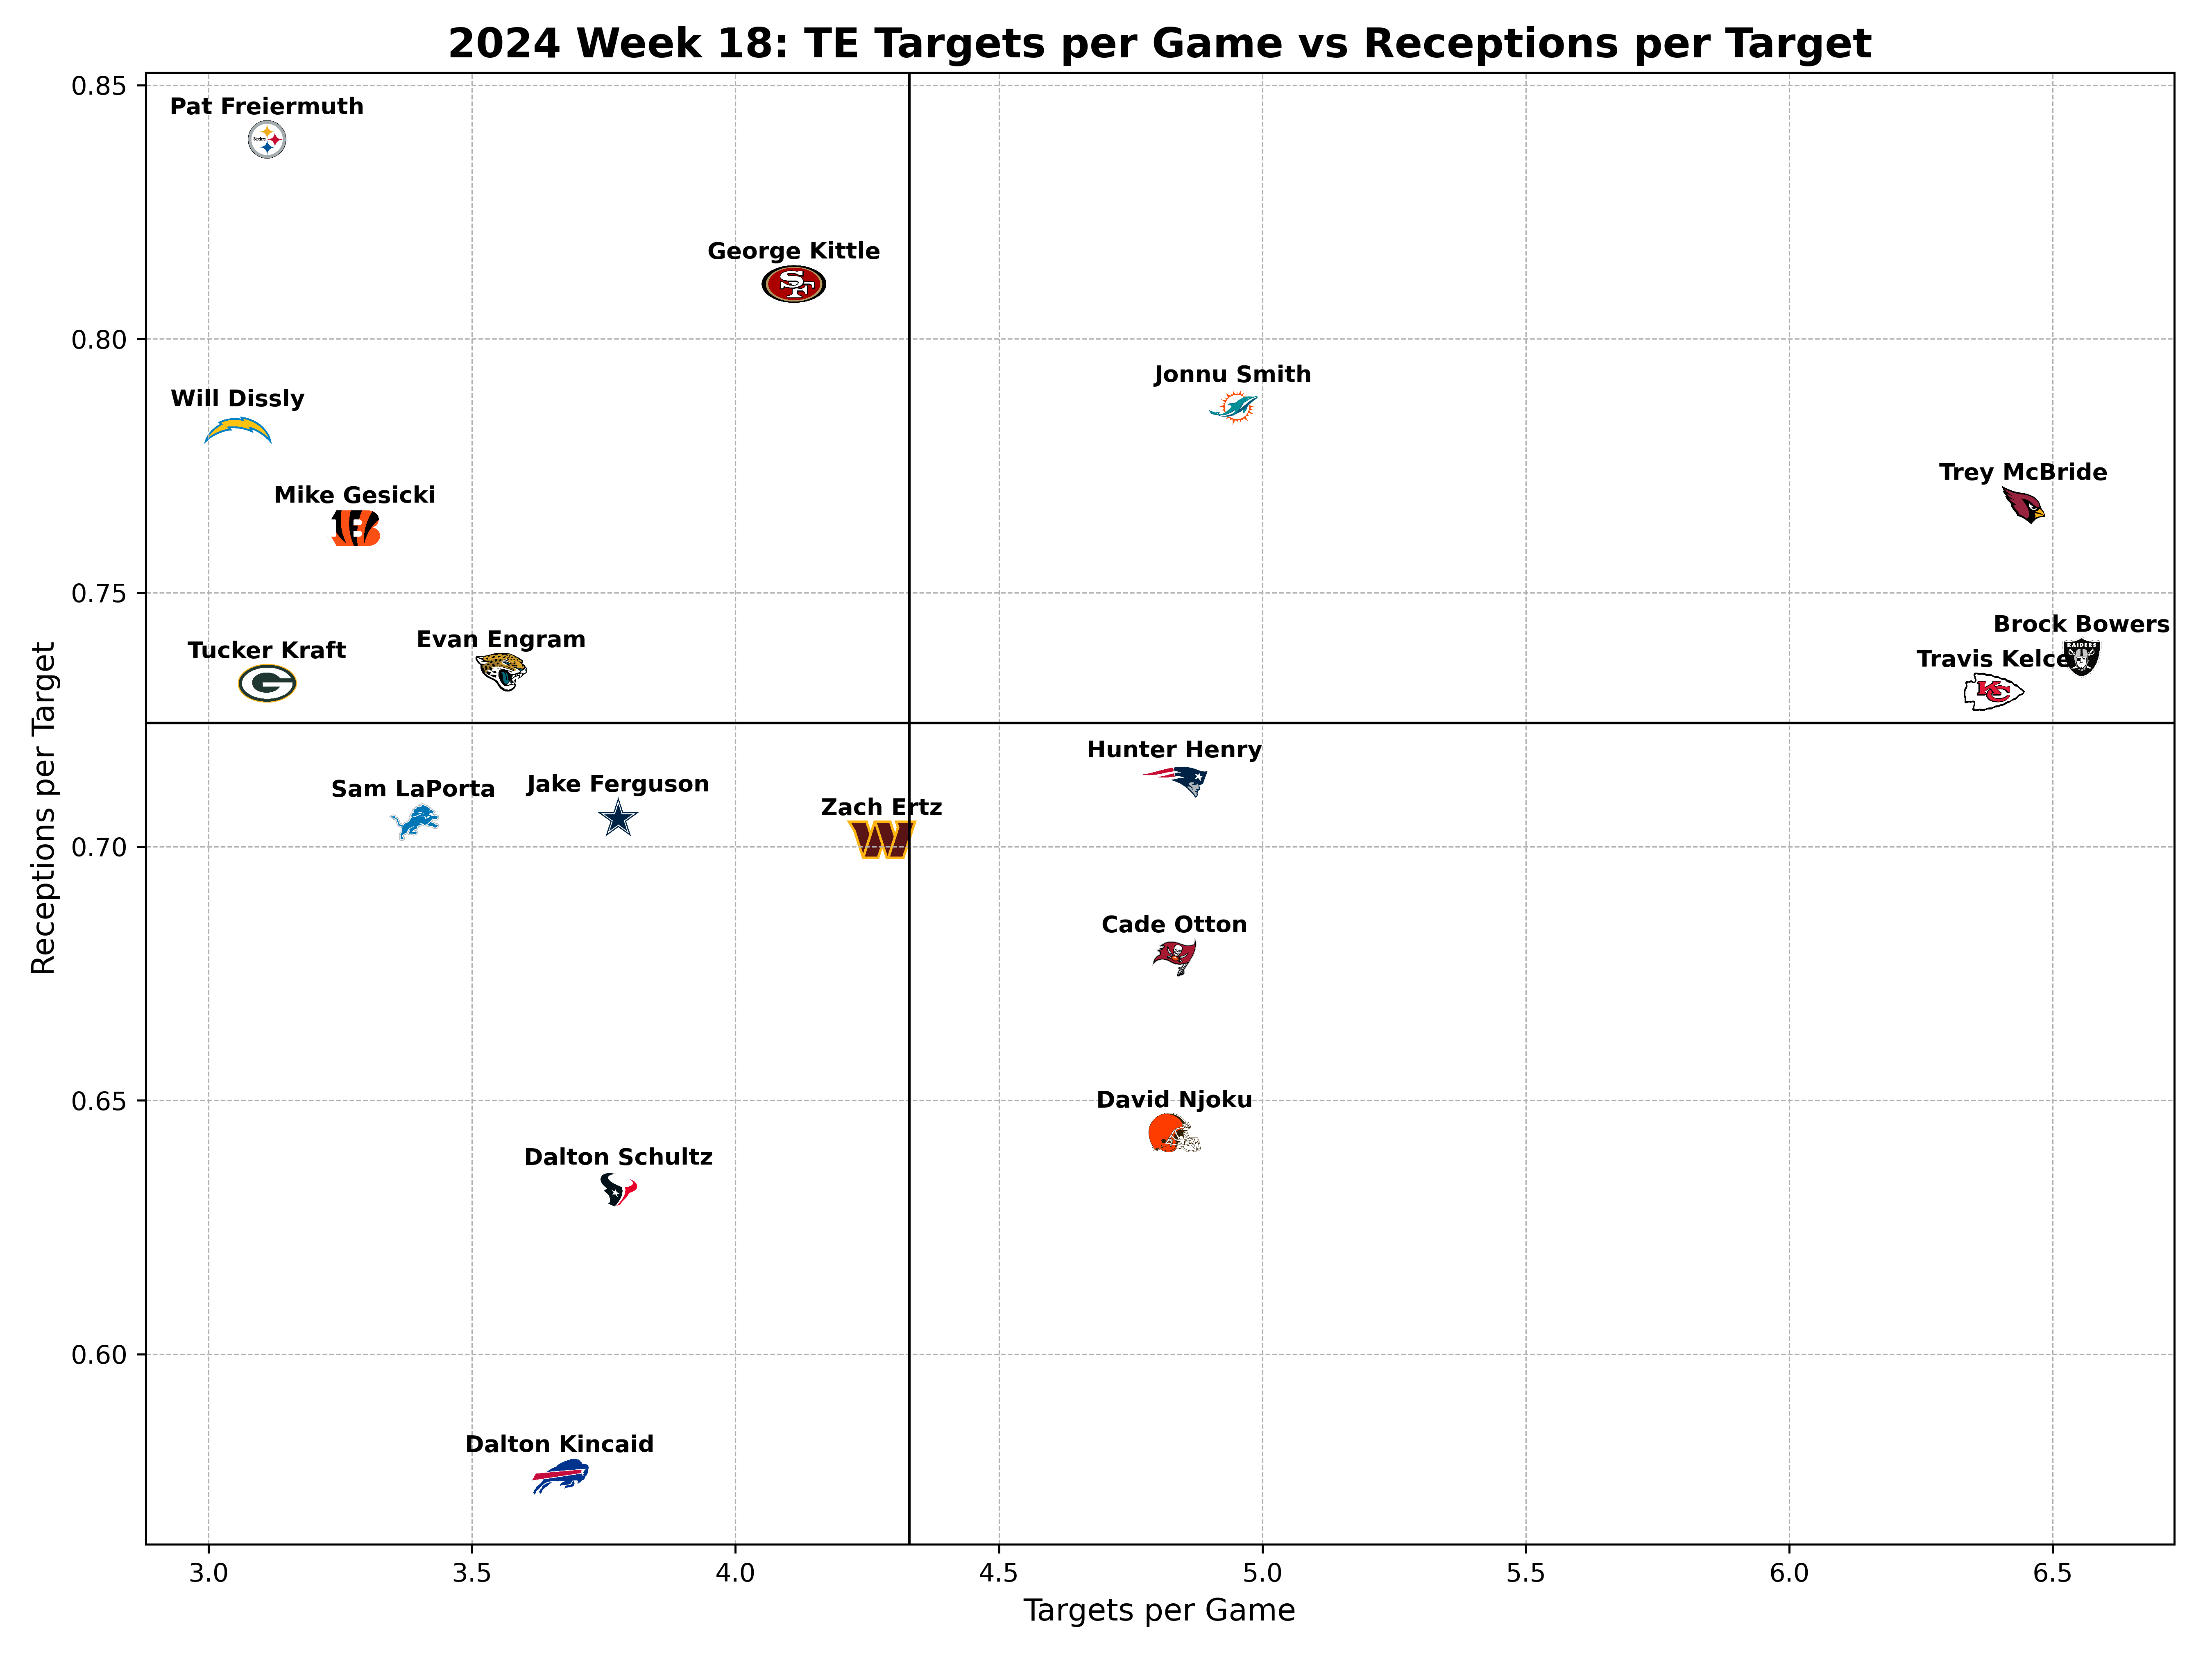 2024 Week 18: TE Targets per Game vs Receptions per Target
Receptions per Target
0.85
0.80
0.75
0.70
0.65
0.60
Pat Freiermuth
Steelers
George Kittle
SF
Jonnu Smith
Will Dissly
Trey McBride
Mike Gesicki
B
Brock Bowers
RAIDERS
Evan Engram
Tucker Kraft
G
Travis Kelce
KC
Hunter Henry
Jake Ferguson
Sam LaPorta
Zach Ertz
W
Cade Otton
David Njoku
Dalton Schultz
Dalton Kincaid
3.0 3.5 4.0 4.5 5.0 5.5 6.0 6.5
Targets per Game